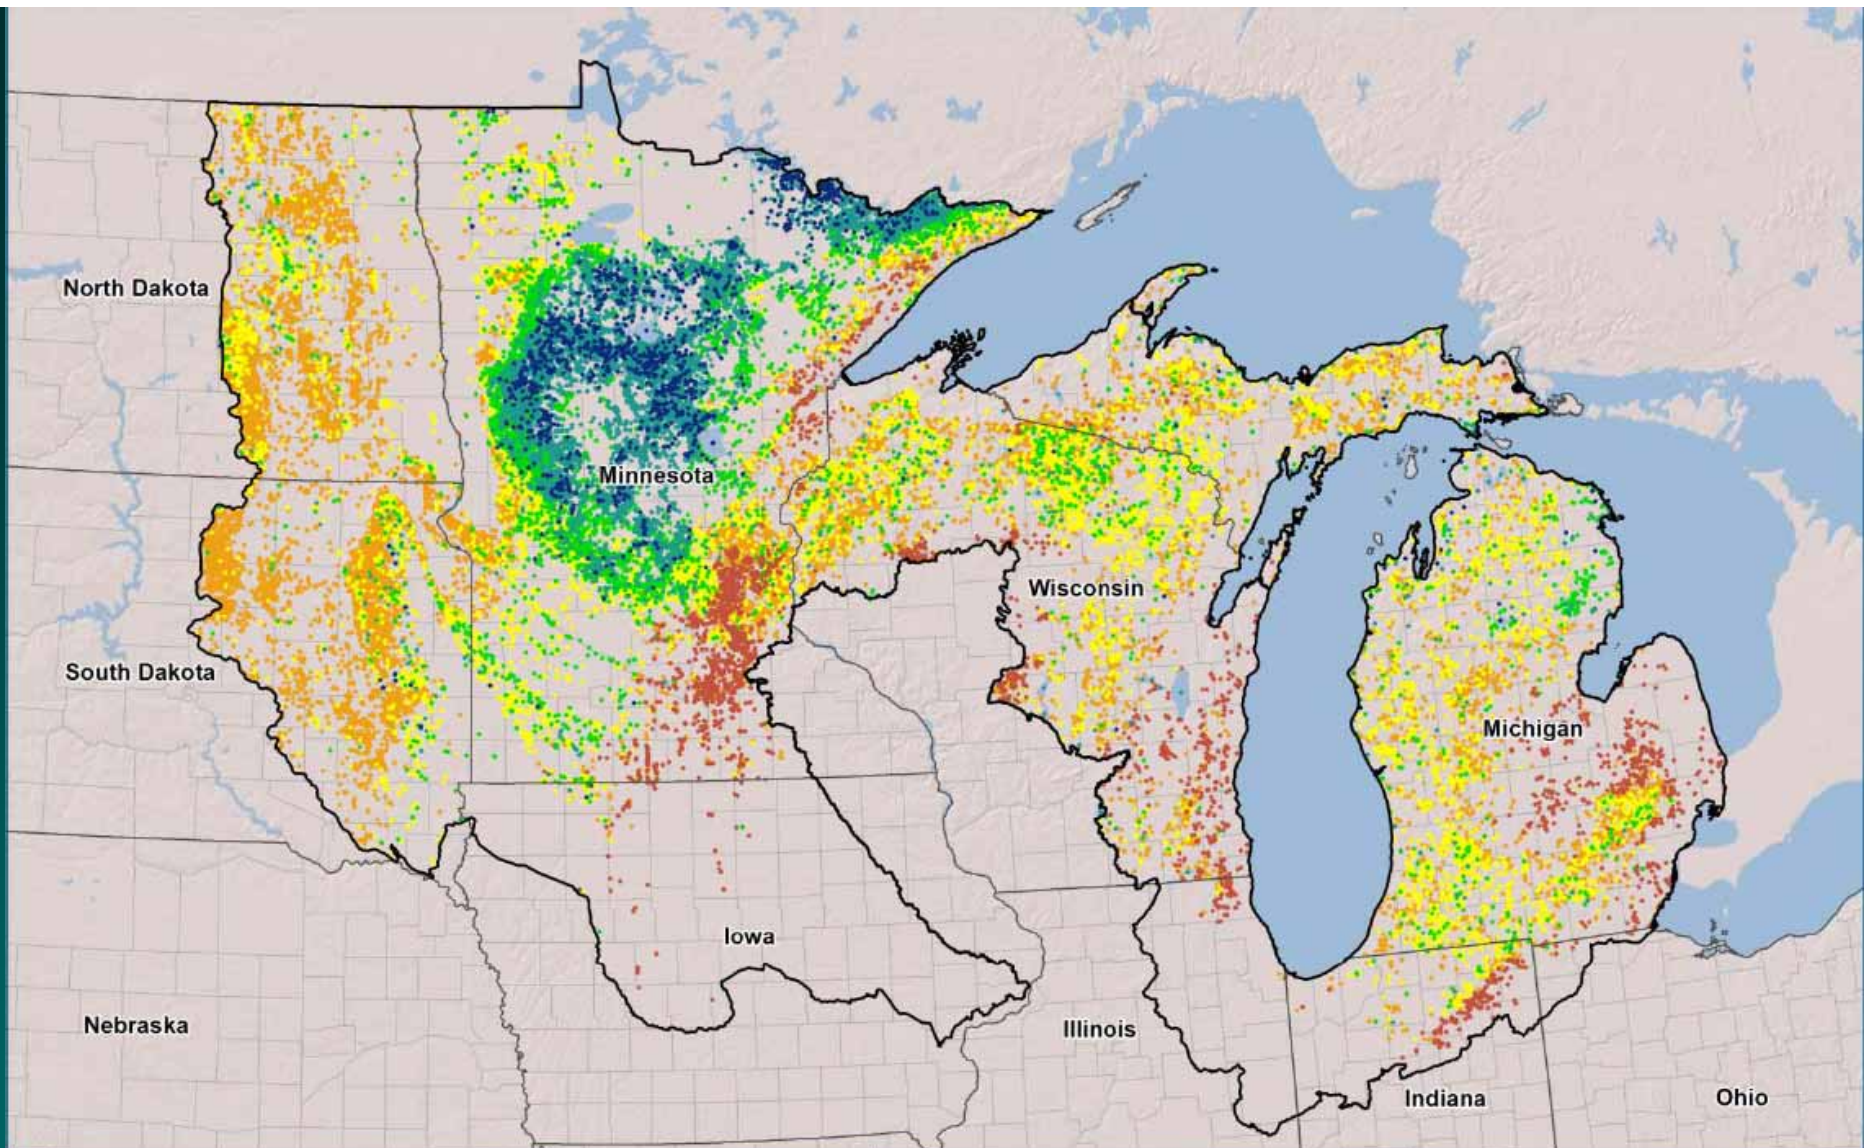 North Dakota
Minnesota
Wisconsin
South Dakota
Michigan
Iowa
Nebraska
Illinois
Indiana
Ohio